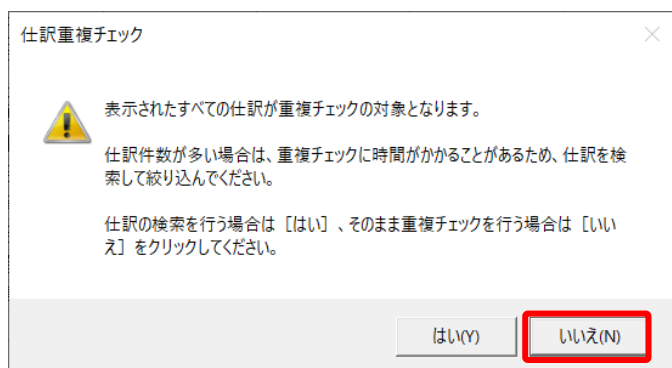 仕訳重複チェック
表示されたすべての仕訳が重複チェックの対象となります。
仕訳件数が多い場合は、重複チェックに時間がかかることがあるため、仕訳を検
索して絞り込んでください。
仕訳の検索を行う場合は［はい］、そのまま重複チェックを行う場合は［いい
え］をクリックしてください。
はい(Y)
いいえ(N)